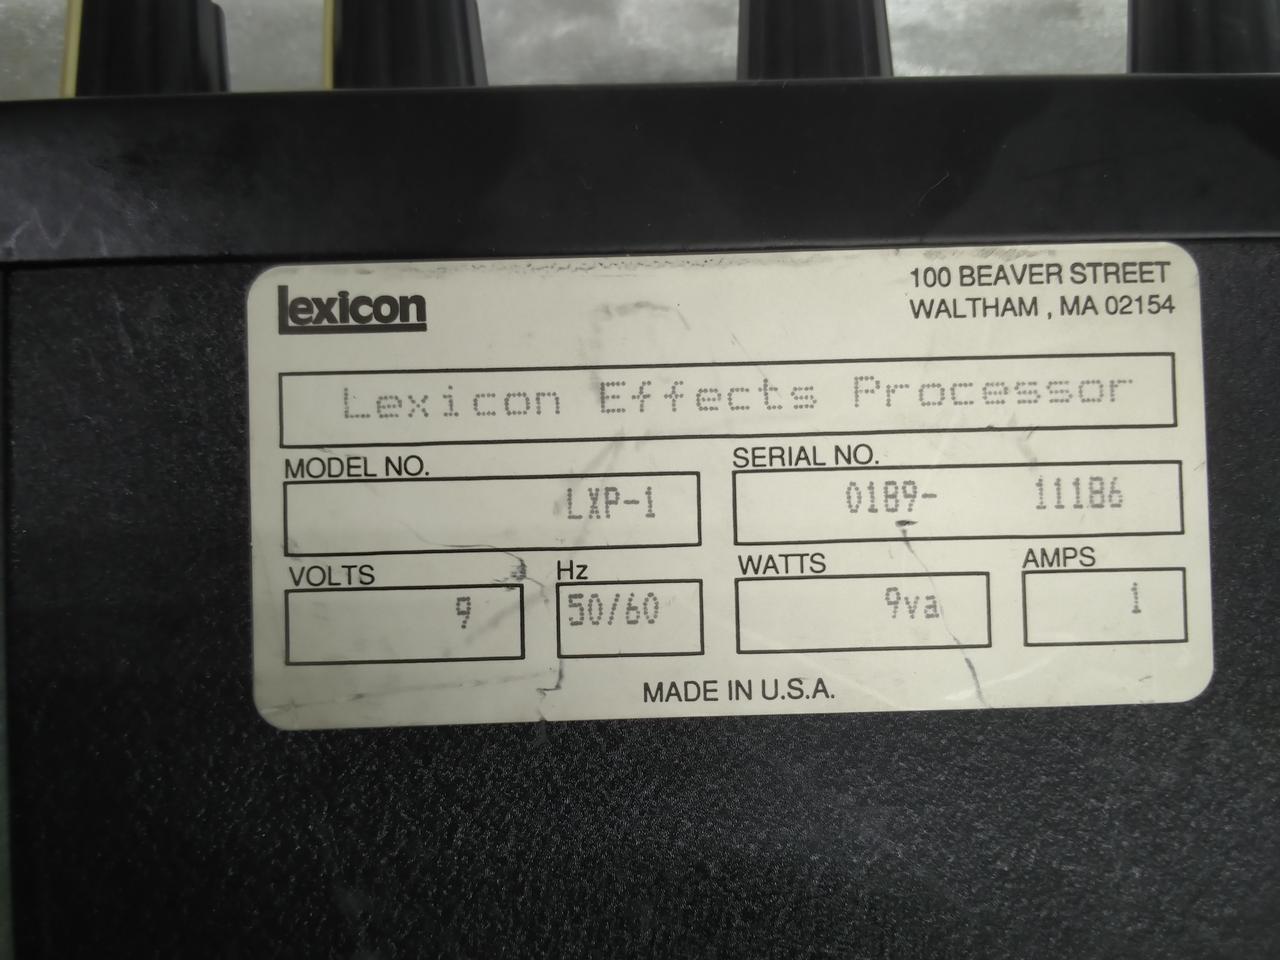 Lexicon
100 BEAVER STREET
WALTHAM , MA 02154
Lexicon Effects Processor
MODEL NO.
LXP-1
SERIAL NO.
0189- 11186
VOLTS
9
Hz
50/60
WATTS
9va
AMPS
1
MADE IN U.S.A.